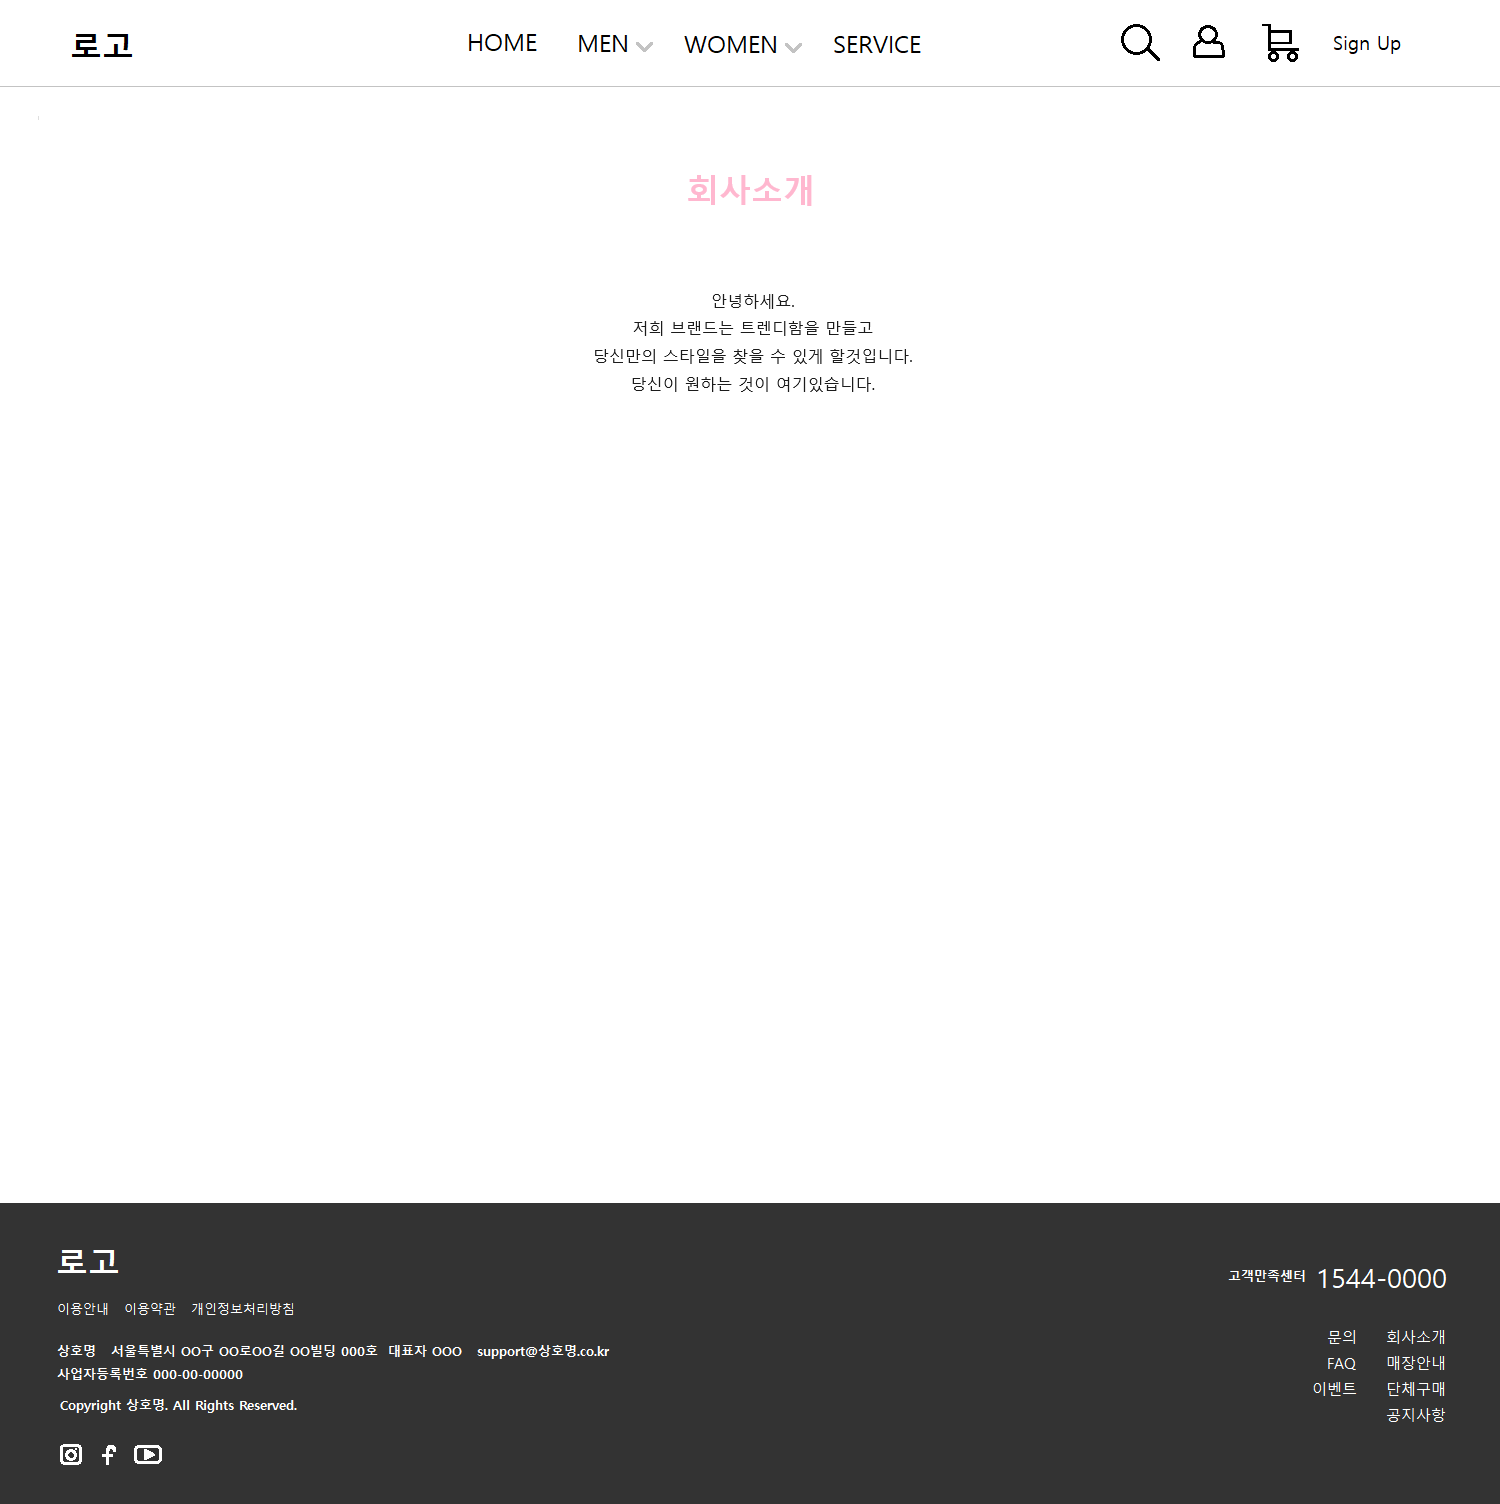 로고
HOME MEN WOMEN SERVICE
Sign Up
회사소개
안녕하세요.
저희 브랜드는 트렌디함을 만들고
당신만의 스타일을 찾을 수 있게 할것입니다.
당신이 원하는 것이 여기있습니다.
로고
이용안내 이용약관 개인정보처리방침
상호명 서울특별시 OO구 OO로OO길 OO빌딩 000호 대표자 OOO support@상호명.co.kr
사업자등록번호 000-00-00000
Copyright 상호명. All Rights Reserved.
고객만족센터 1544-0000
문의 회사소개
FAQ 매장안내
이벤트 단체구매
공지사항